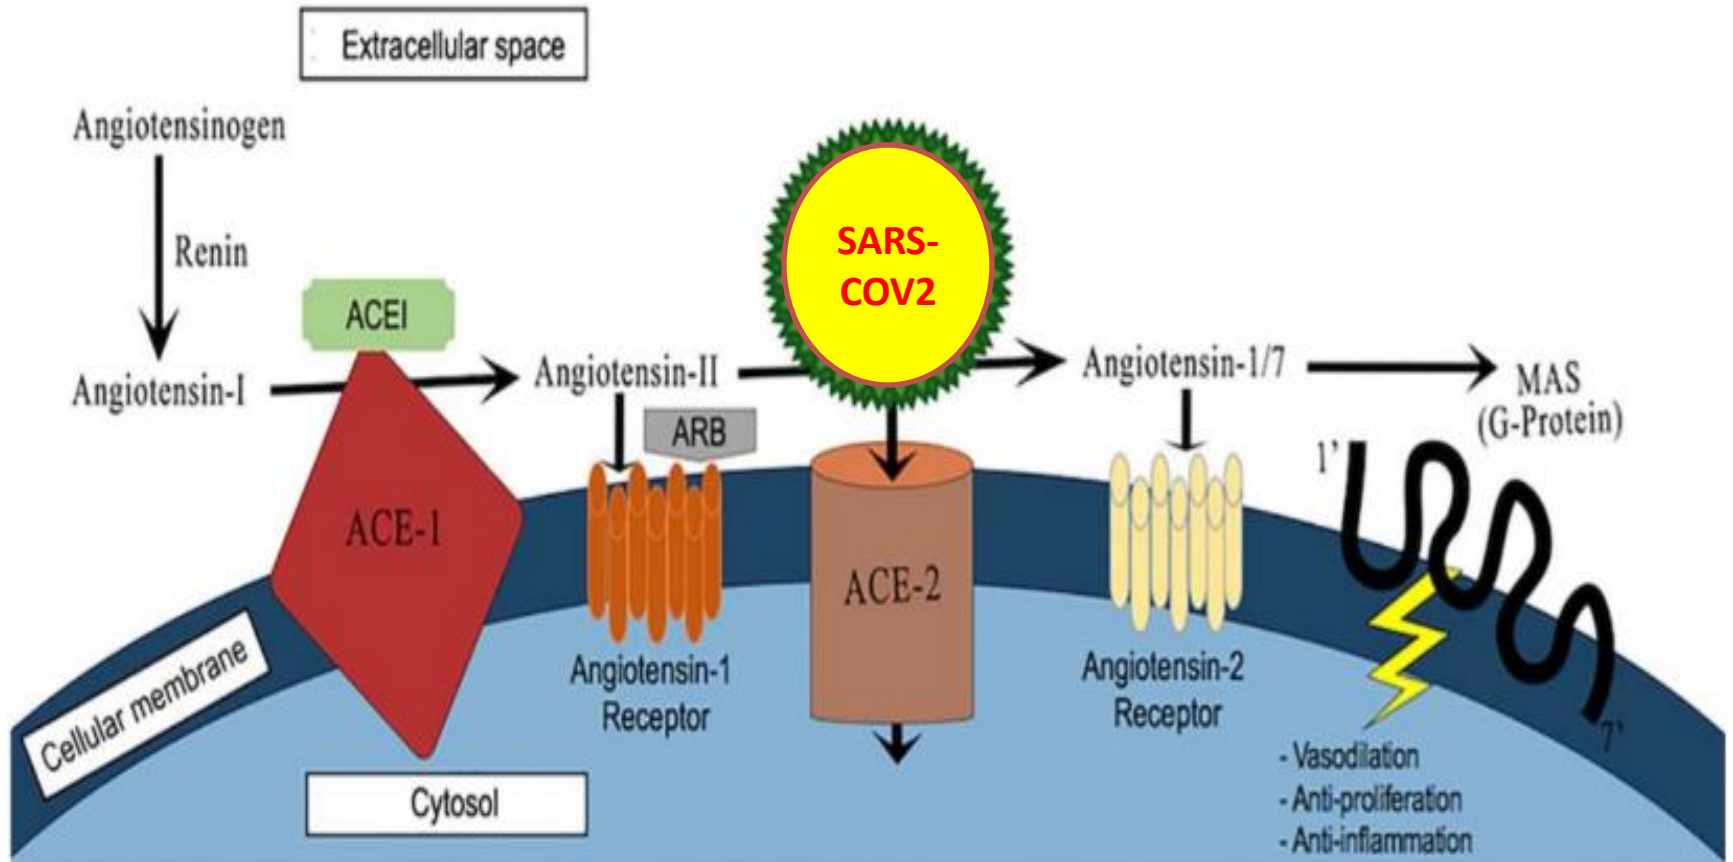 Extracellular space
Angiotensinogen
Renin
ACEI
Angiotensin-I
Angiotensin-II
ARB
SARS-
COV2
Angiotensin-1/7
MAS
(G-Protein)
1’
ACE-1
ACE-2
Angiotensin-1
Receptor
Angiotensin-2
Receptor
7’
Cellular membrane
Cytosol
- Vasodilation
- Anti-proliferation
- Anti-inflammation